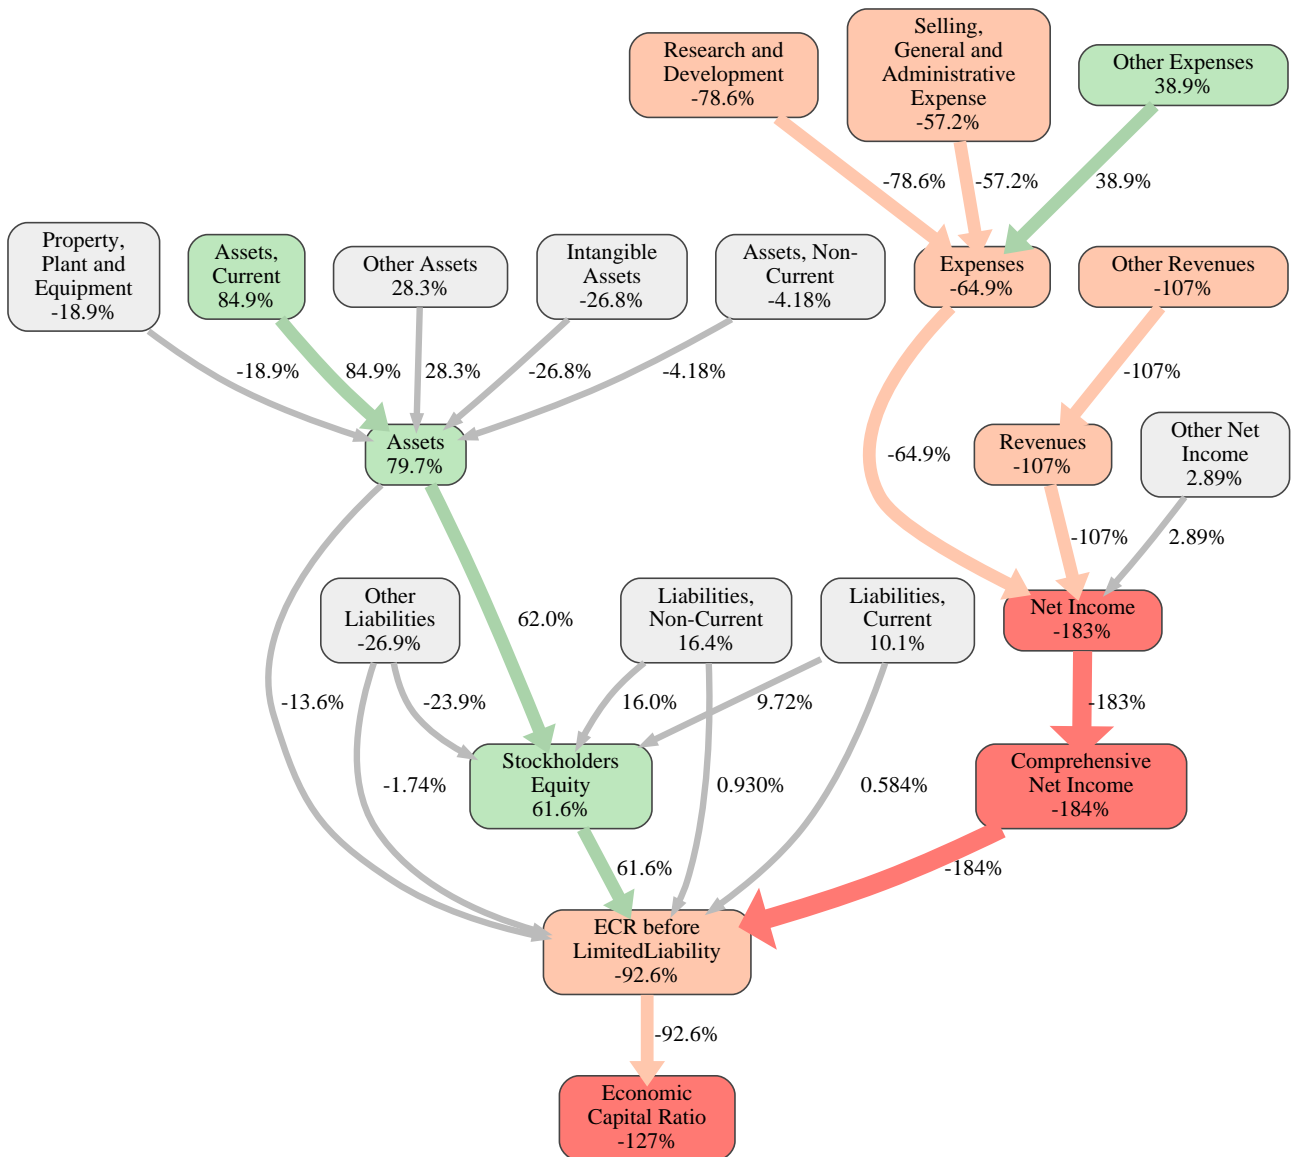 Research and
Development
-78.6%
Selling,
General and
Administrative
Expense
-57.2%
Other Expenses
38.9%
-78.6%
-57.2%
38.9%
Property,
Plant and
Equipment
-18.9%
Assets,
Current
84.9%
Other Assets
28.3%
Intangible
Assets
-26.8%
Assets, Non-
Current
-4.18%
Expenses
-64.9%
Other Revenues
-107%
-18.9%
84.9%
28.3%
-26.8%
-4.18%
-107%
Assets
79.7%
-64.9%
Revenues
-107%
Other Net
Income
2.89%
-107%
2.89%
Other
Liabilities
-26.9%
62.0%
Liabilities,
Non-Current
16.4%
Liabilities,
Current
10.1%
Net Income
-183%
-13.6%
-23.9%
16.0%
9.72%
-183%
Stockholders
Equity
61.6%
Comprehensive
Net Income
-184%
-1.74%
0.930%
0.584%
61.6%
-184%
ECR before
LimitedLiability
-92.6%
-92.6%
Economic
Capital Ratio
-127%